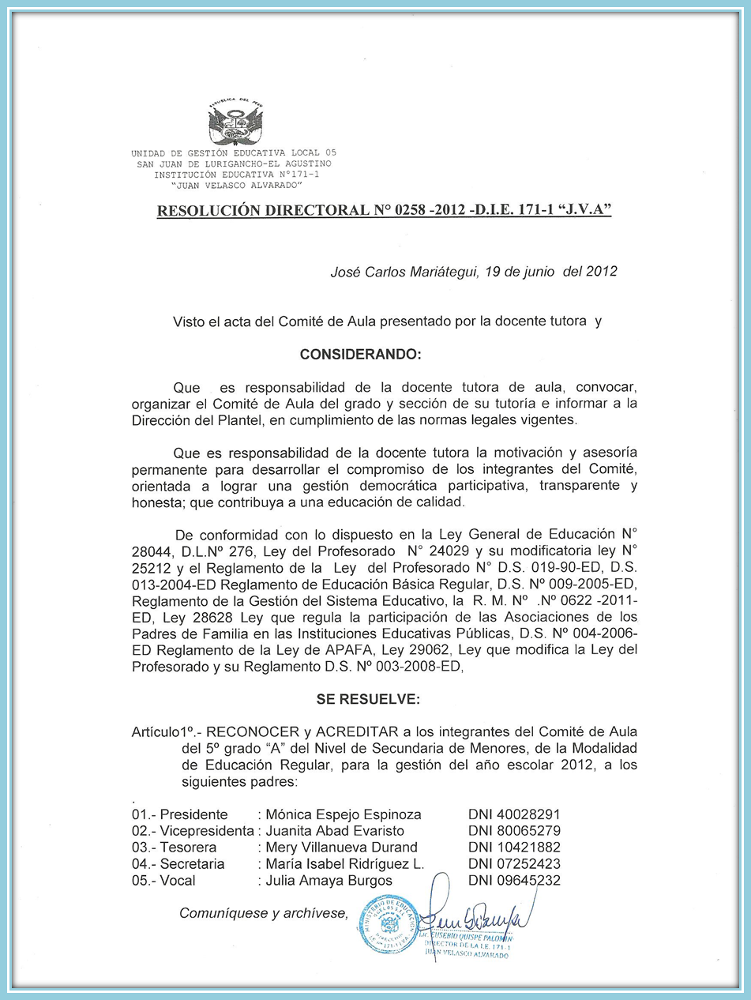 REPUBLICA DEL PERU
UNIDAD DE GESTIÓN EDUCATIVA LOCAL 05
SAN JUAN DE LURIGANCHO-EL AGUSTINO
INSTITUCIÓN EDUCATIVA N°171-1
“JUAN VELASCO ALVARADO”
RESOLUCIÓN DIRECTORAL N° 0258 -2012 -D.I.E. 171-1 “J.V.A”
José Carlos Mariátegui, 19 de junio del 2012
Visto el acta del Comité de Aula presentado por la docente tutora y
CONSIDERANDO:
Que es responsabilidad de la docente tutora de aula, convocar,
organizar el Comité de Aula del grado y sección de su tutoría e informar a la
Dirección del Plantel, en cumplimiento de las normas legales vigentes.
Que es responsabilidad de la docente tutora la motivación y asesoría
permanente para desarrollar el compromiso de los integrantes del Comité,
orientada a lograr una gestión democrática participativa, transparente y
honesta; que contribuya a una educación de calidad.
De conformidad con lo dispuesto en la Ley General de Educación N°
28044, D.L.Nº 276, Ley del Profesorado N° 24029 y su modificatoria ley N°
25212 y el Reglamento de la Ley del Profesorado N° D.S. 019-90-ED, D.S.
013-2004-ED Reglamento de Educación Básica Regular, D.S. Nº 009-2005-ED,
Reglamento de la Gestión del Sistema Educativo, la R. M. Nº .Nº 0622 -2011-
ED, Ley 28628 Ley que regula la participación de las Asociaciones de los
Padres de Familia en las Instituciones Educativas Públicas, D.S. Nº 004-2006-
ED Reglamento de la Ley de APAFA, Ley 29062, Ley que modifica la Ley del
Profesorado y su Reglamento D.S. Nº 003-2008-ED,
SE RESUELVE:
Artículo1º.- RECONOCER y ACREDITAR a los integrantes del Comité de Aula
del 5º grado “A” del Nivel de Secundaria de Menores, de la Modalidad
de Educación Regular, para la gestión del año escolar 2012, a los
siguientes padres:
.
01.- Presidente : Mónica Espejo Espinoza DNI 40028291
02.- Vicepresidenta : Juanita Abad Evaristo DNI 80065279
03.- Tesorera : Mery Villanueva Durand DNI 10421882
04.- Secretaria : María Isabel Ridríguez L. DNI 07252423
05.- Vocal : Julia Amaya Burgos DNI 09645232
Comuníquese y archívese,
MINISTERIO DE EDUCACIÓN
DIRECCIÓN
Lic. EUSEBIO QUISPE PALOMINO
DIRECTOR DE LA I.E. 171-1
JUAN VELASCO ALVARADO